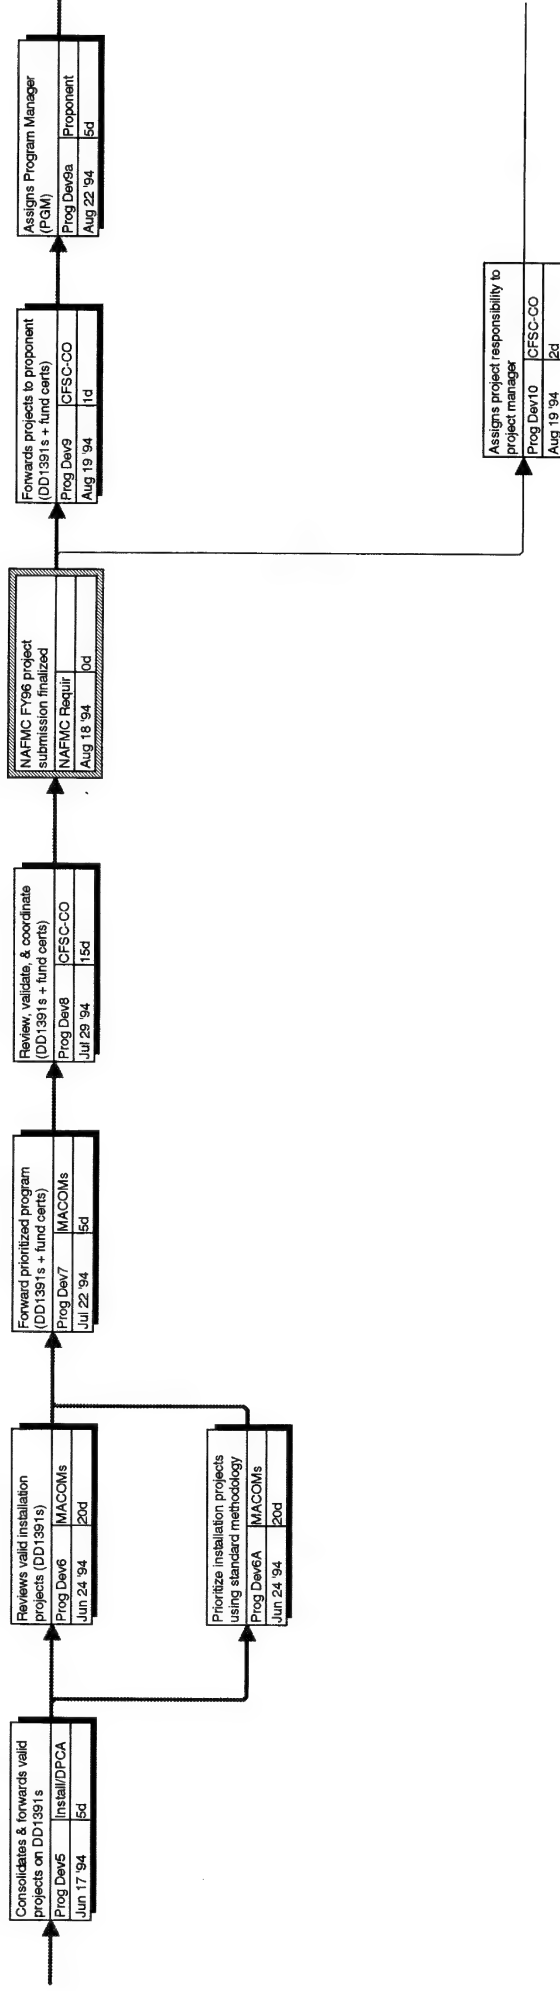 Consolidates & forwards valid
projects on DD1391s
Prog Dev5 Install/DPCA
Jun 17 '94 5d
Reviews valid installation
projects (DD1391s)
Prog Dev6 MACOMs
Jun 24 '94 20d
Prioritize installation projects
using standard methodology
Prog Dev6A MACOMs
Jun 24 '94 20d
Forward prioritized program
(DD1391s + fund certs)
Prog Dev7 MACOMs
Jul 22 '94 5d
Review, validate, & coordinate
(DD1391s + fund certs)
Prog Dev8 CFSC-CO
Jul 29 '94 15d
NAFMC FY96 project
submission finalized
NAFMC Requir
Aug 18 '94 0d
Forwards projects to proponent
(DD1391s + fund certs)
Prog Dev9 CFSC-CO
Aug 19 '94 1d
Assigns Program Manager
(PGM)
Prog Dev9a Proponent
Aug 22 '94 5d
Assigns project responsibility to
project manager
Prog Dev10 CFSC-CO
Aug 19 '94 2d